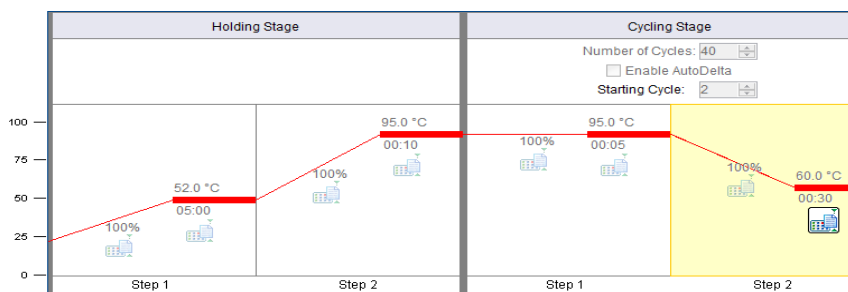 Holding Stage
Cycling Stage
Number of Cycles: 40
Enable AutoDelta
Starting Cycle: 2
100
75
50
25
0
52.0 °C
05:00
100%
95.0 °C
00:10
100%
95.0 °C
00:05
100%
60.0 °C
00:30
100%
Step 1
Step 2
Step 1
Step 2